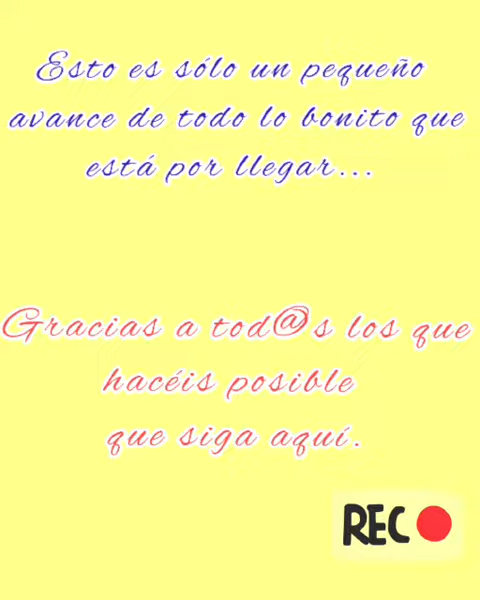 Esto es sólo un pequeño
avance de todo lo bonito que
está por llegar...
Gracias a tod@s los que
hacéis posible
que siga aquí.
REC